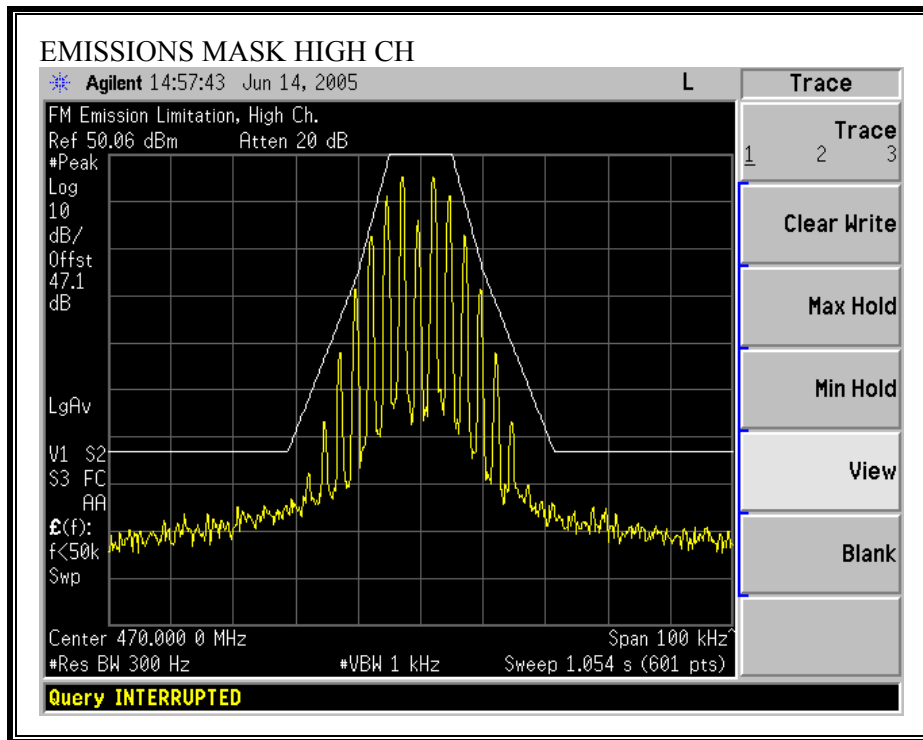 EMISSIONS MASK HIGH CH
Agilent 14:57:43 Jun 14, 2005 L Trace
FM Emission Limitation, High Ch.
Ref 50.06 dBm Atten 20 dB
#Peak
Log
10
dB/
Offst
47.1
dB
LgAv
V1 S2
S3 FC
AA
£(f):
f<50k
Swp
Center 470.000 0 MHz Span 100 kHz^
#Res BW 300 Hz #VBW 1 kHz Sweep 1.054 s (601 pts)
Query INTERRUPTED
Trace
1 2 3
Clear Write
Max Hold
Min Hold
View
Blank